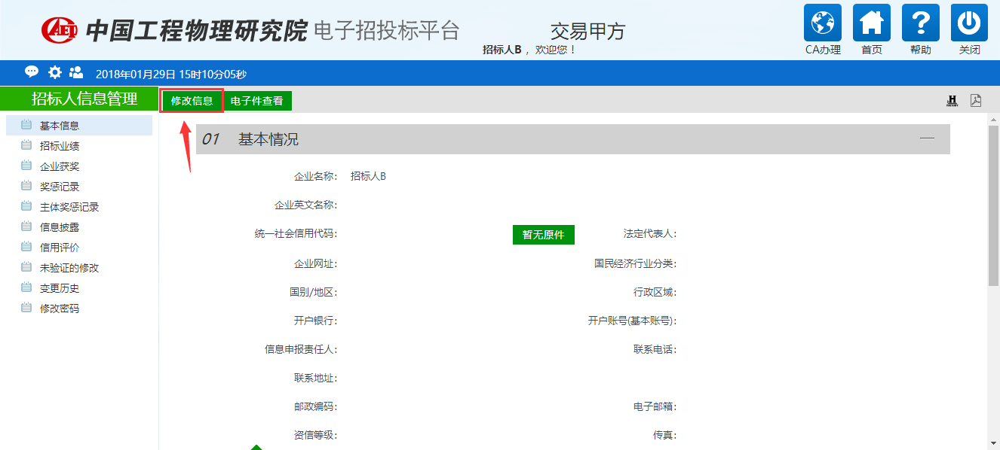 中国工程物理研究院 电子招投标平台
交易甲方
招标人B ，欢迎您！
CA办理 首页 帮助 关闭
2018年01月29日 15时10分05秒
招标人信息管理
修改信息 电子件查看
基本信息
招标业绩
企业获奖
奖惩记录
主体奖惩记录
信息披露
信用评价
未验证的修改
变更历史
修改密码
01 基本情况
企业名称： 招标人B
企业英文名称：
统一社会信用代码： 暂无原件 法定代表人：
企业网址： 国民经济行业分类：
国别/地区： 行政区域：
开户银行： 开户账号(基本账号)：
信息申报责任人： 联系电话：
联系地址：
邮政编码： 电子邮箱：
资信等级： 传真：